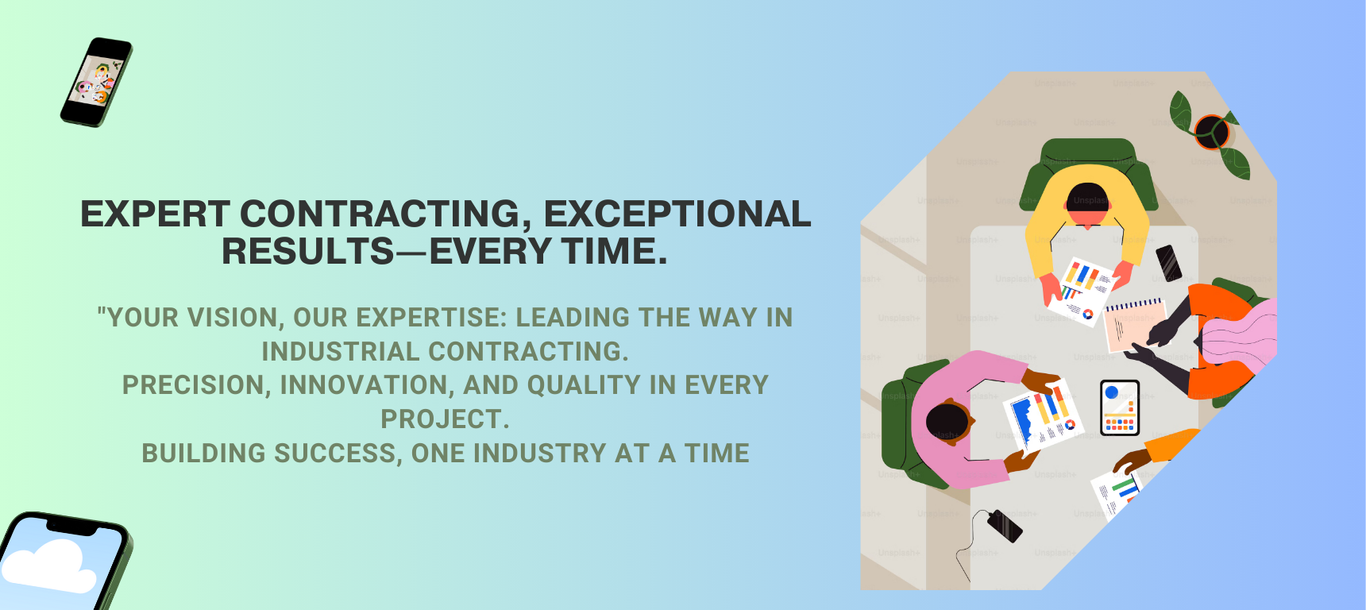 EXPERT CONTRACTING, EXCEPTIONAL
RESULTS—EVERY TIME.
"YOUR VISION, OUR EXPERTISE: LEADING THE WAY IN
INDUSTRIAL CONTRACTING.
PRECISION, INNOVATION, AND QUALITY IN EVERY
PROJECT.
BUILDING SUCCESS, ONE INDUSTRY AT A TIME